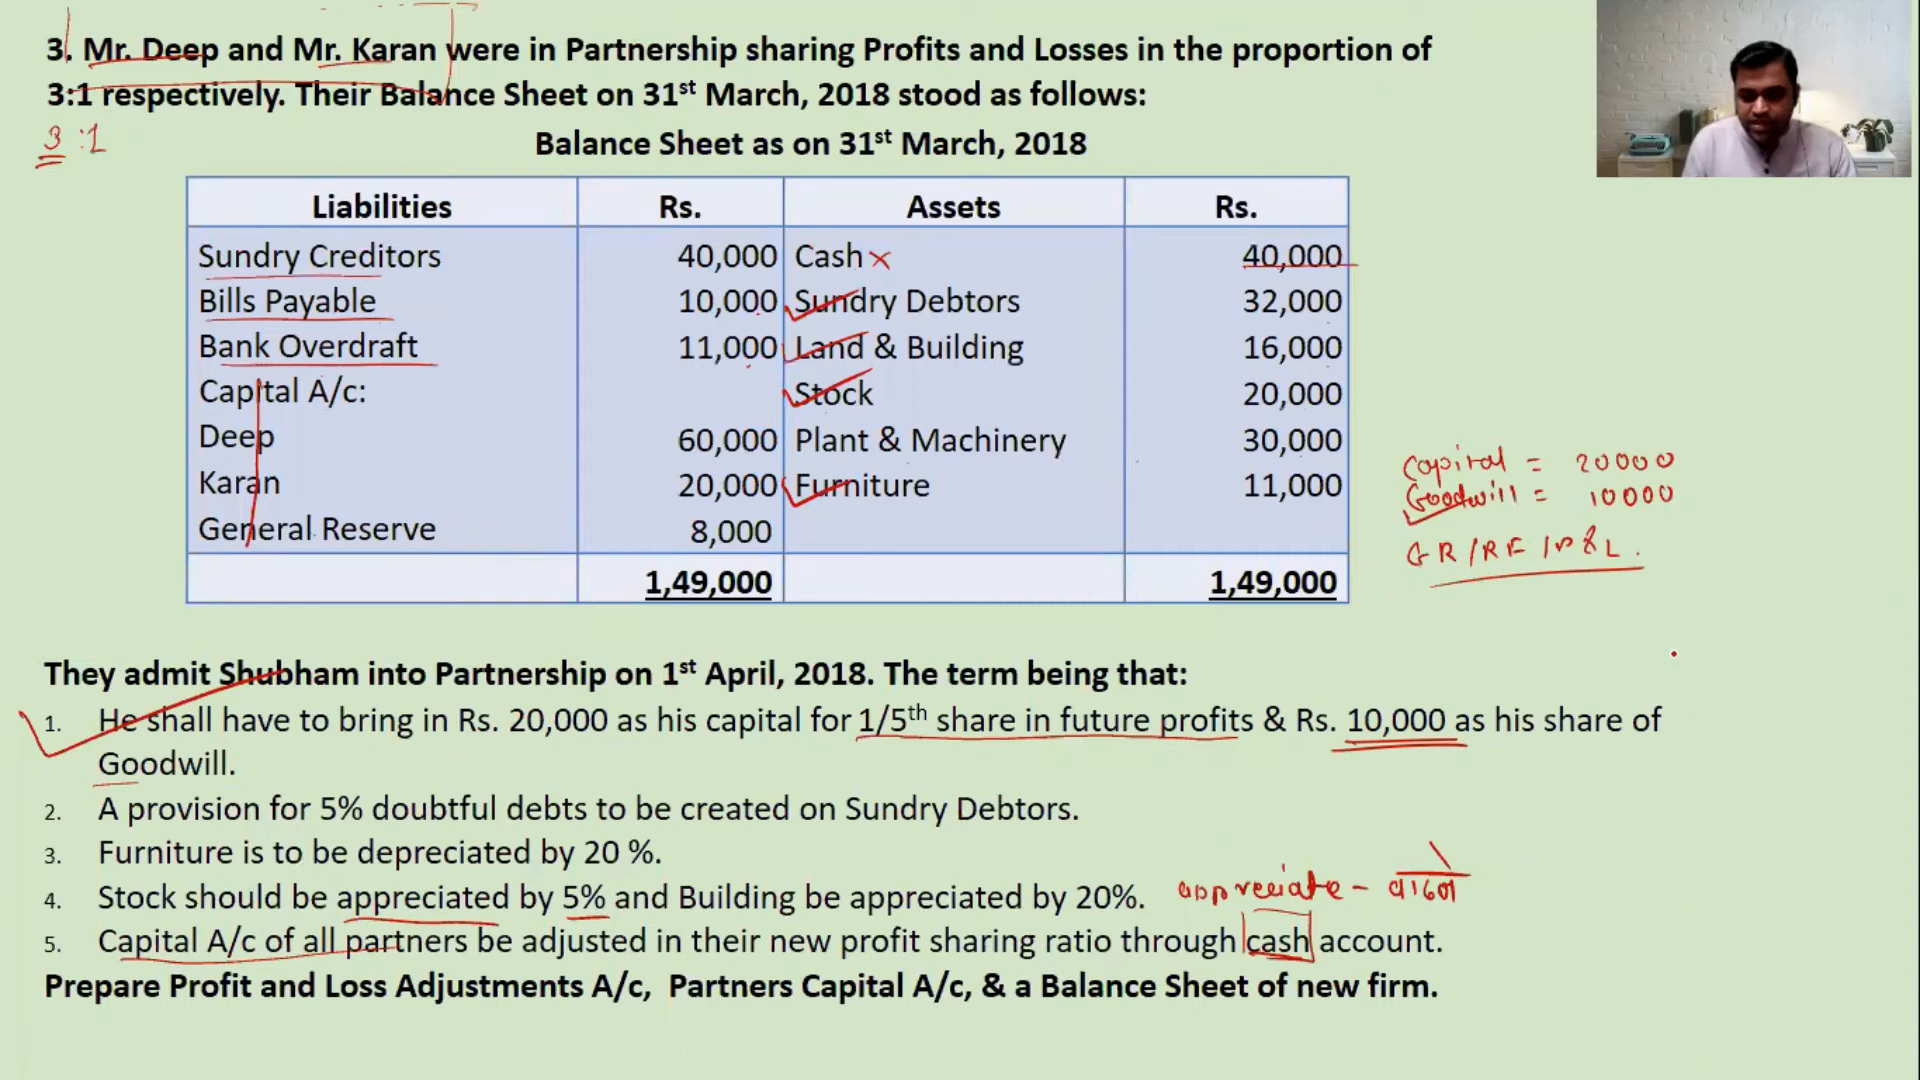 3. Mr. Deep and Mr. Karan were in Partnership sharing Profits and Losses in the proportion of
3:1 respectively. Their Balance Sheet on 31st March, 2018 stood as follows:
3:1
Balance Sheet as on 31st March, 2018
Liabilities Rs. Assets Rs.
Sundry Creditors 40,000 Cash x 40,000
Bills Payable 10,000 Sundry Debtors 32,000
Bank Overdraft 11,000 Land & Building 16,000
Capital A/c: Stock 20,000
Deep 60,000 Plant & Machinery 30,000
Karan 20,000 Furniture 11,000
General Reserve 8,000
1,49,000 1,49,000
Capital = 20000
Goodwill = 10000
GR/RF/P&L.
They admit Shubham into Partnership on 1st April, 2018. The term being that:
1. He shall have to bring in Rs. 20,000 as his capital for 1/5th share in future profits & Rs. 10,000 as his share of
Goodwill.
2. A provision for 5% doubtful debts to be created on Sundry Debtors.
3. Furniture is to be depreciated by 20 %.
4. Stock should be appreciated by 5% and Building be appreciated by 20%. appreciate -
5. Capital A/c of all partners be adjusted in their new profit sharing ratio through cash account.
Prepare Profit and Loss Adjustments A/c, Partners Capital A/c, & a Balance Sheet of new firm.